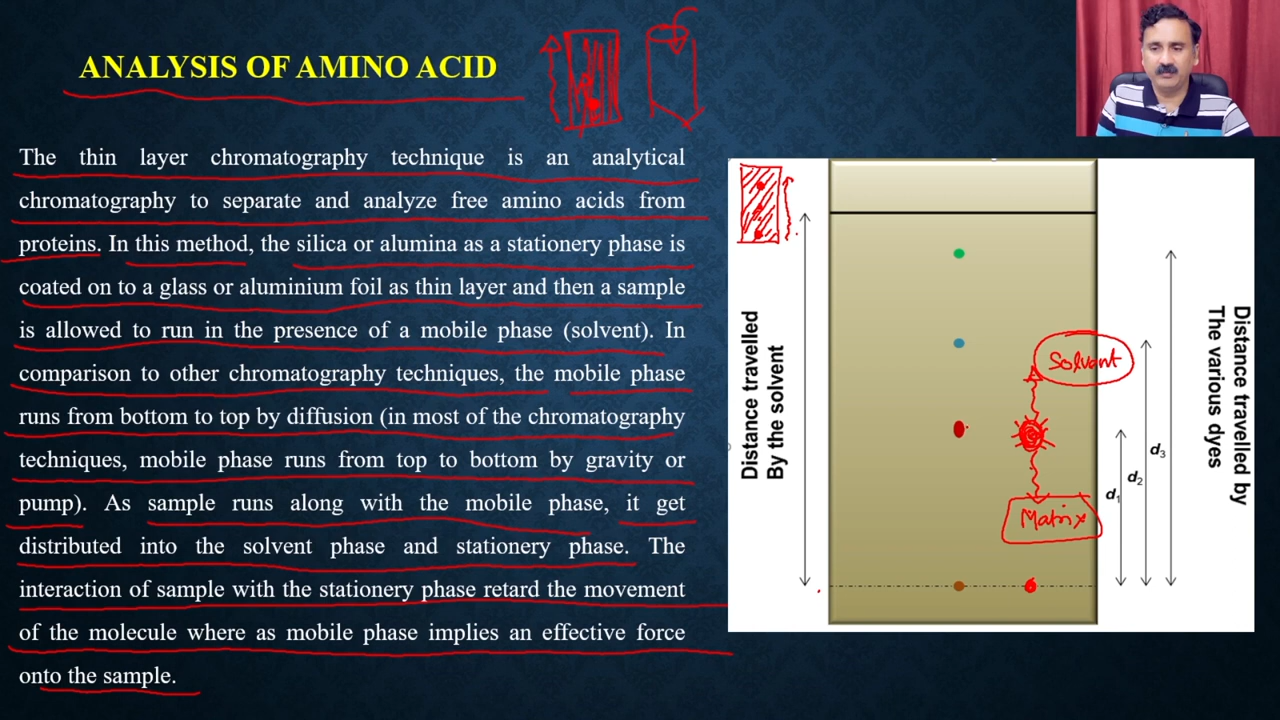 ANALYSIS OF AMINO ACID
The thin layer chromatography technique is an analytical
chromatography to separate and analyze free amino acids from
proteins. In this method, the silica or alumina as a stationery phase is
coated on to a glass or aluminium foil as thin layer and then a sample
is allowed to run in the presence of a mobile phase (solvent). In
comparison to other chromatography techniques, the mobile phase
runs from bottom to top by diffusion (in most of the chromatography
techniques, mobile phase runs from top to bottom by gravity or
pump). As sample runs along with the mobile phase, it get
distributed into the solvent phase and stationery phase. The
interaction of sample with the stationery phase retard the movement
of the molecule where as mobile phase implies an effective force
onto the sample.
Distance travelled
By the solvent
Solvant
Matrix
d1
d2
d3
Distance travelled by
The various dyes